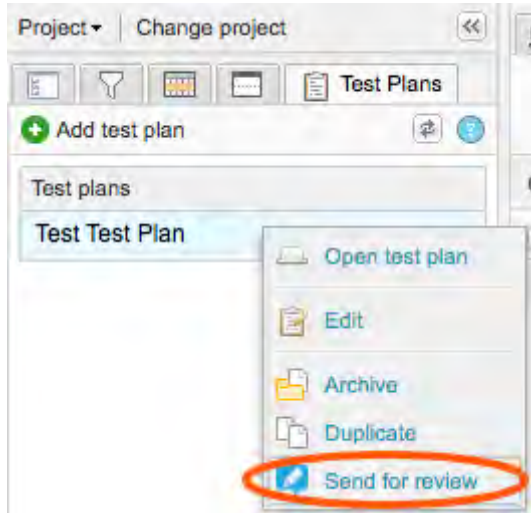 Project Change project
Test Plans
Add test plan
Test plans
Test Test Plan
Open test plan
Edit
Archive
Duplicate
Send for review